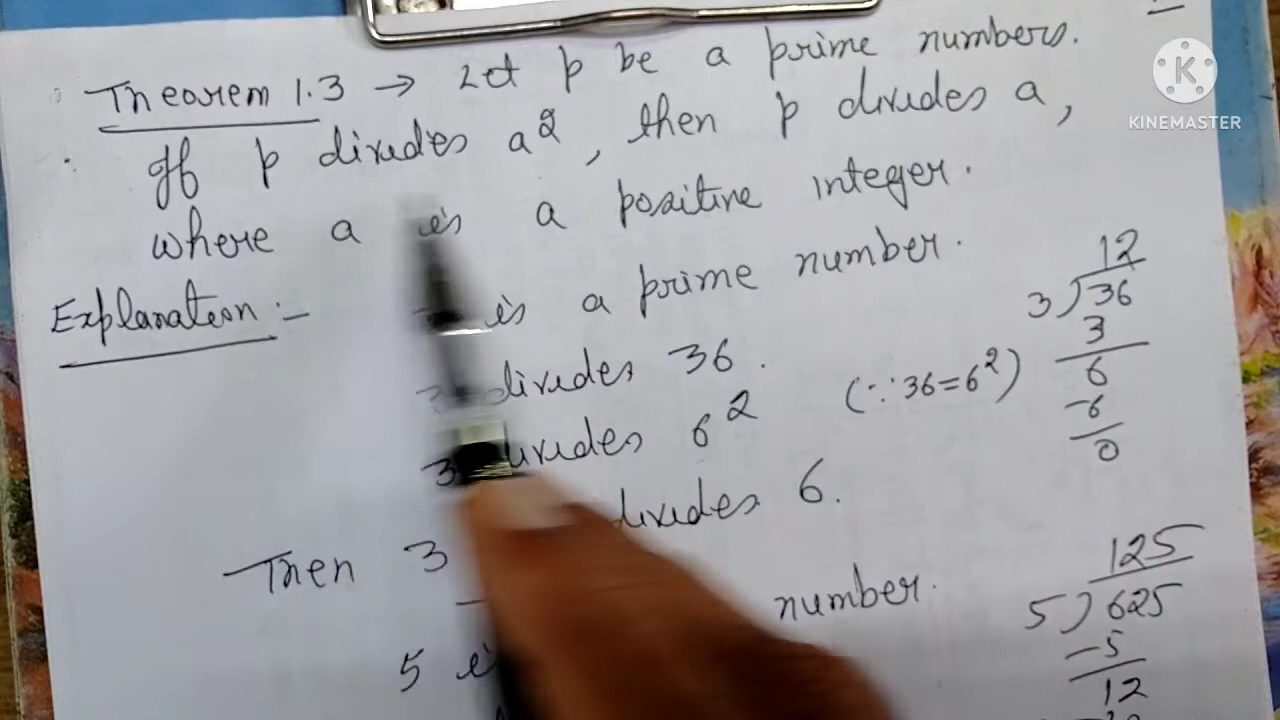 Theorem 1.3 → Let p be a prime numbers.
If p divides a², then p divides a,
where a is a positive integer.
Explanation :- is a prime number.
divides 36.
3 divides 6² (∵ 36 = 6²)
Then 3 divides 6.
5 number.
12
3)36
3
6
-6
0
125
5)625
-5
12
KINEMASTER